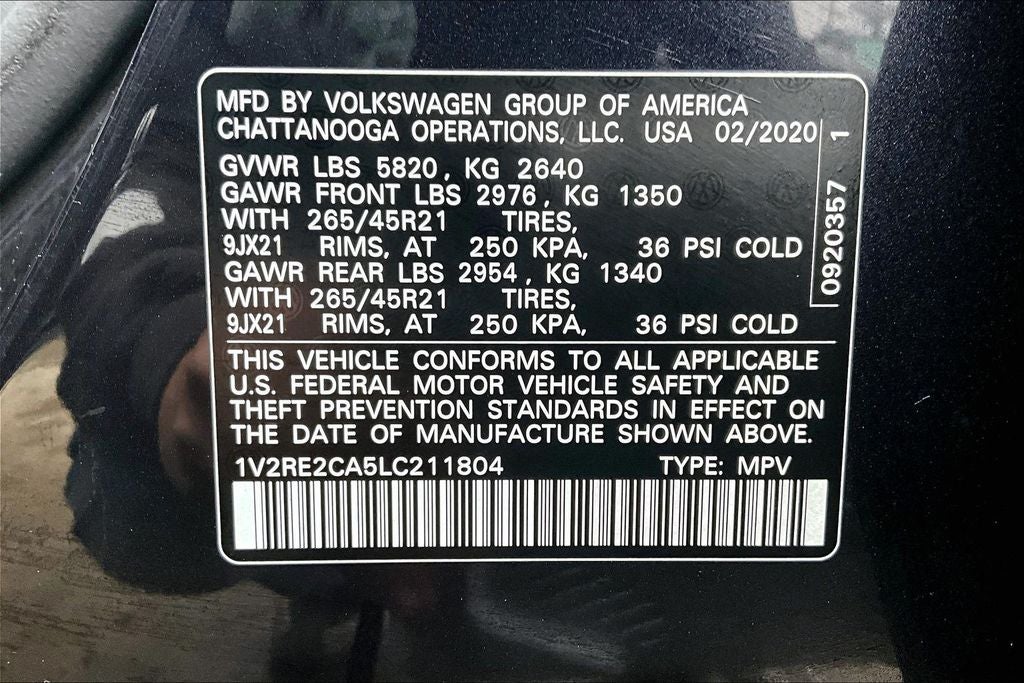 MFD BY VOLKSWAGEN GROUP OF AMERICA
CHATTANOOGA OPERATIONS, LLC. USA 02/2020
GVWR LBS 5820, KG 2640
GAWR FRONT LBS 2976, KG 1350
WITH 265/45R21 TIRES,
9JX21 RIMS, AT 250 KPA, 36 PSI COLD
GAWR REAR LBS 2954, KG 1340
WITH 265/45R21 TIRES,
9JX21 RIMS, AT 250 KPA, 36 PSI COLD
0920357 1
THIS VEHICLE CONFORMS TO ALL APPLICABLE
U.S. FEDERAL MOTOR VEHICLE SAFETY AND
THEFT PREVENTION STANDARDS IN EFFECT ON
THE DATE OF MANUFACTURE SHOWN ABOVE.
1V2RE2CA5LC211804 TYPE: MPV